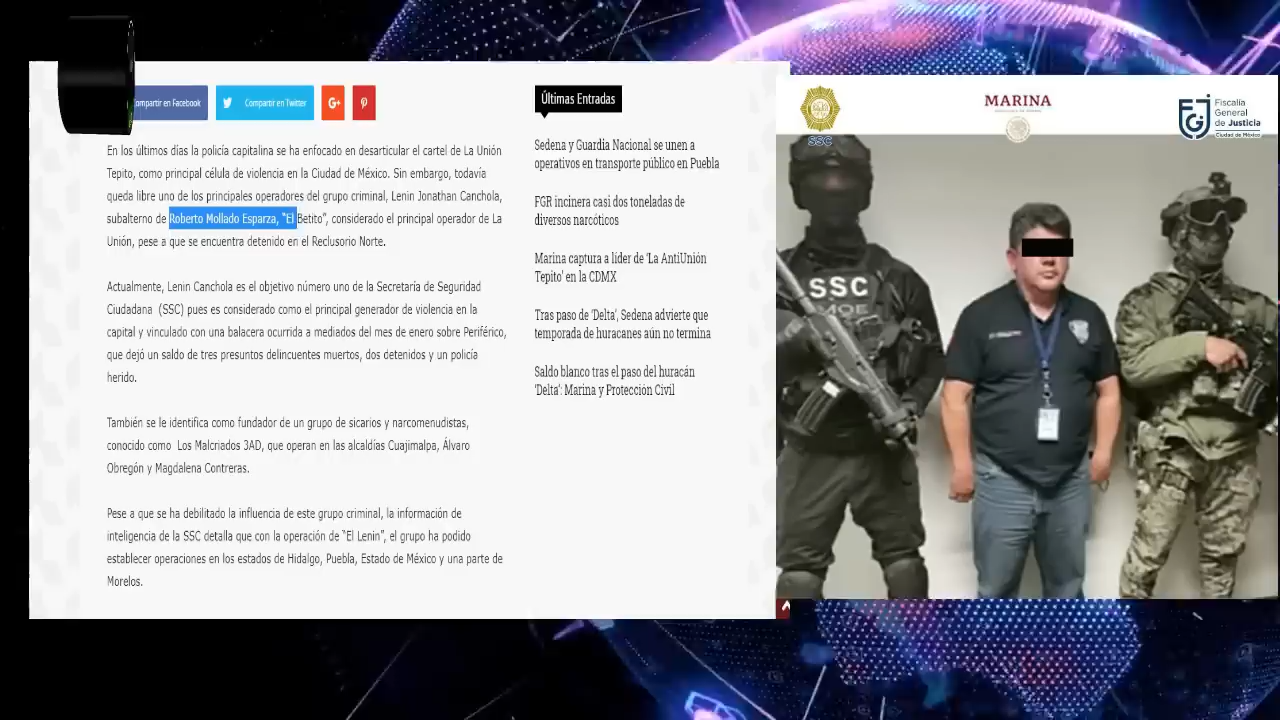 ompartir en Facebook
Compartir en Twitter
G+
En los últimos días la policía capitalina se ha enfocado en desarticular el cartel de La Unión
Tepito, como principal célula de violencia en la Ciudad de México. Sin embargo, todavía
queda libre uno de los principales operadores del grupo criminal, Lenin Jonathan Canchola,
subalterno de Roberto Mollado Esparza, “El Betito”, considerado el principal operador de La
Unión, pese a que se encuentra detenido en el Reclusorio Norte.
Actualmente, Lenin Canchola es el objetivo número uno de la Secretaría de Seguridad
Ciudadana (SSC) pues es considerado como el principal generador de violencia en la
capital y vinculado con una balacera ocurrida a mediados del mes de enero sobre Periférico,
que dejó un saldo de tres presuntos delincuentes muertos, dos detenidos y un policía
herido.
También se le identifica como fundador de un grupo de sicarios y narcomenudistas,
conocido como Los Malcriados 3AD, que operan en las alcaldías Cuajimalpa, Álvaro
Obregón y Magdalena Contreras.
Pese a que se ha debilitado la influencia de este grupo criminal, la información de
inteligencia de la SSC detalla que con la operación de “El Lenin”, el grupo ha podido
establecer operaciones en los estados de Hidalgo, Puebla, Estado de México y una parte de
Morelos.
Últimas Entradas
Sedena y Guardia Nacional se unen a
operativos en transporte público en Puebla
FGR incinera casi dos toneladas de
diversos narcóticos
Marina captura a líder de ‘La AntiUnión
Tepito’ en la CDMX
Tras paso de ‘Delta’, Sedena advierte que
temporada de huracanes aún no termina
Saldo blanco tras el paso del huracán
‘Delta’: Marina y Protección Civil
SSC
MARINA
FGJ
Fiscalía
General
de Justicia
Ciudad de México
SSC